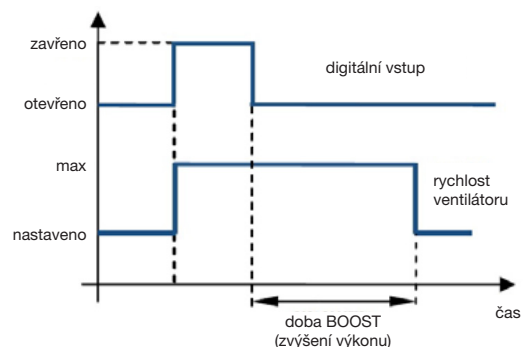 zavřeno
digitální vstup
otevřeno
max
rychlost
ventilátoru
nastaveno
čas
doba BOOST
(zvýšení výkonu)